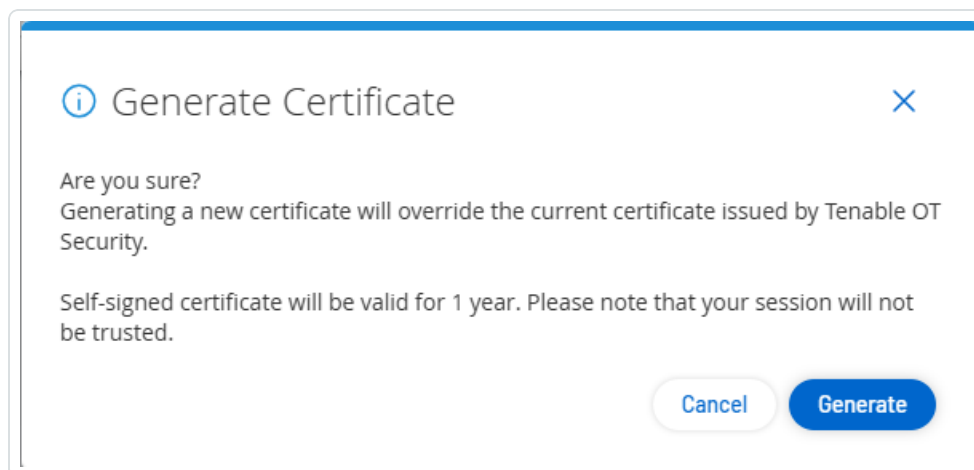 Generate Certificate
Are you sure?
Generating a new certificate will override the current certificate issued by Tenable OT
Security.
Self-signed certificate will be valid for 1 year. Please note that your session will not
be trusted.
Cancel Generate